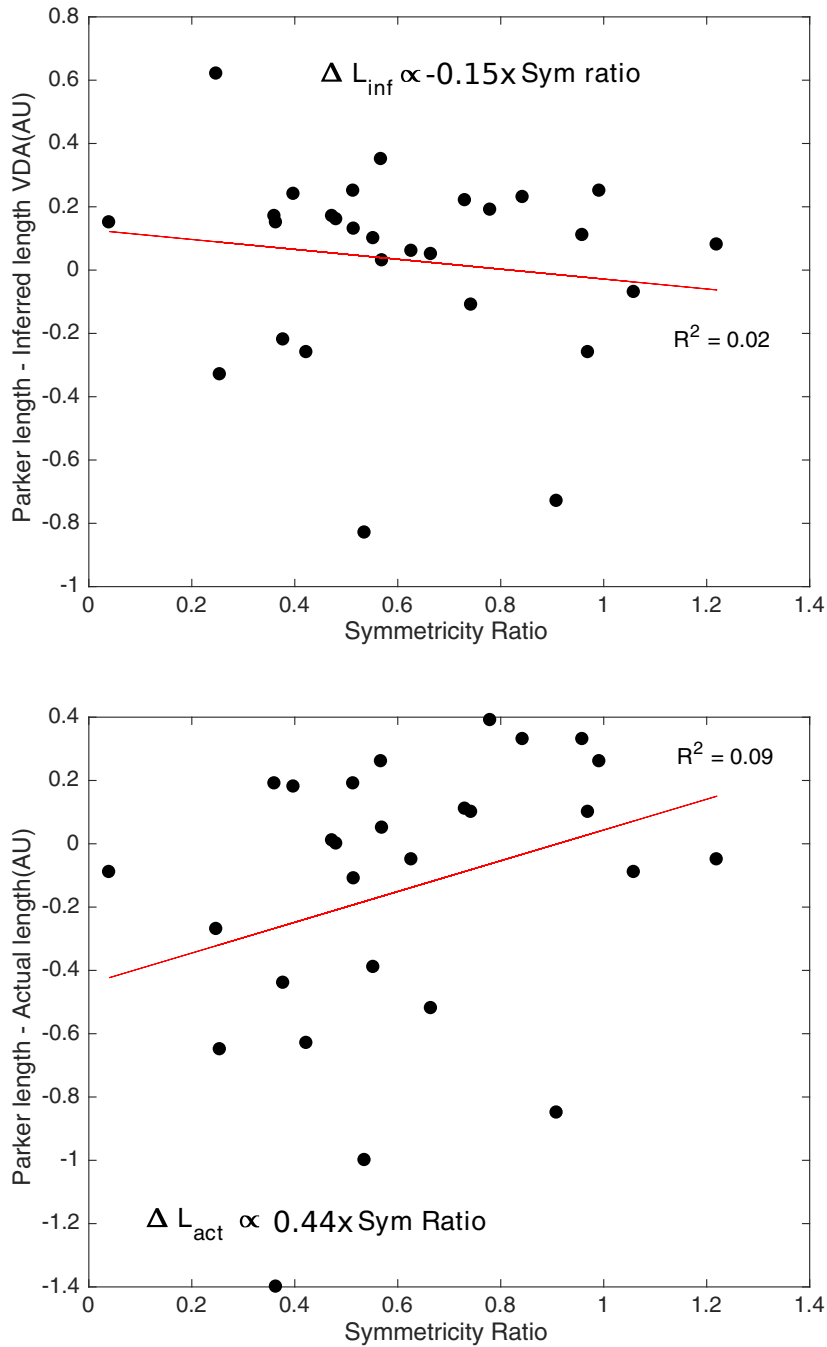 0.8
0.6
0.4
0.2
0
-0.2
-0.4
-0.6
-0.8
-1
Parker length - Inferred length VDA(AU)
Δ L_inf ∝ -0.15x Sym ratio
R² = 0.02
0 0.2 0.4 0.6 0.8 1 1.2 1.4
Symmetricity Ratio
0.4
0.2
0
-0.2
-0.4
-0.6
-0.8
-1
-1.2
-1.4
Parker length - Actual length(AU)
R² = 0.09
Δ L_act ∝ 0.44x Sym Ratio
0 0.2 0.4 0.6 0.8 1 1.2 1.4
Symmetricity Ratio